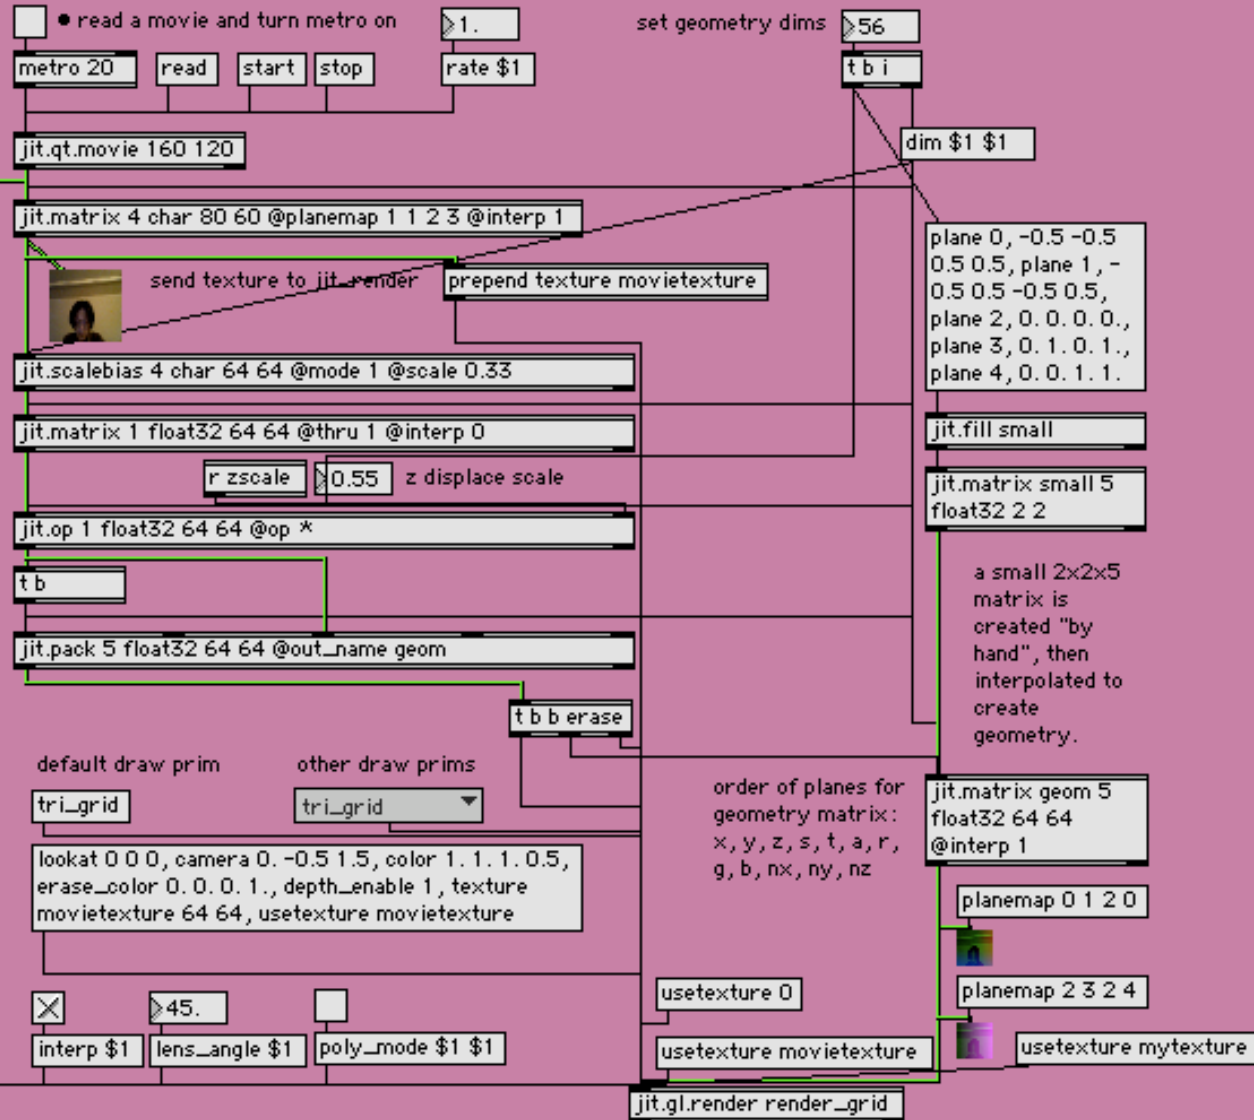 ● read a movie and turn metro on
1.
set geometry dims
56
metro 20
read
start
stop
rate $1
t b i
jit.qt.movie 160 120
dim $1 $1
jit.matrix 4 char 80 60 @planemap 1 1 2 3 @interp 1
send texture to jit_render
prepend texture movietexture
plane 0, -0.5 -0.5
0.5 0.5, plane 1, -
0.5 0.5 -0.5 0.5,
plane 2, 0. 0. 0. 0.,
plane 3, 0. 1. 0. 1.,
plane 4, 0. 0. 1. 1.
jit.scalebias 4 char 64 64 @mode 1 @scale 0.33
jit.matrix 1 float32 64 64 @thru 1 @interp 0
jit.fill small
r zscale
0.55
z displace scale
jit.matrix small 5
float32 2 2
jit.op 1 float32 64 64 @op *
t b
a small 2x2x5
matrix is
created "by
hand", then
interpolated to
create
geometry.
jit.pack 5 float32 64 64 @out_name geom
t b b erase
default draw prim
other draw prims
tri_grid
tri_grid
order of planes for
geometry matrix:
x, y, z, s, t, a, r,
g, b, nx, ny, nz
jit.matrix geom 5
float32 64 64
@interp 1
lookat 0 0 0, camera 0. -0.5 1.5, color 1. 1. 1. 0.5,
erase_color 0. 0. 0. 1., depth_enable 1, texture
movietexture 64 64, usetexture movietexture
planemap 0 1 2 0
planemap 2 3 2 4
usetexture 0
45.
interp $1
lens_angle $1
poly_mode $1 $1
usetexture movietexture
usetexture mytexture
jit.gl.render render_grid